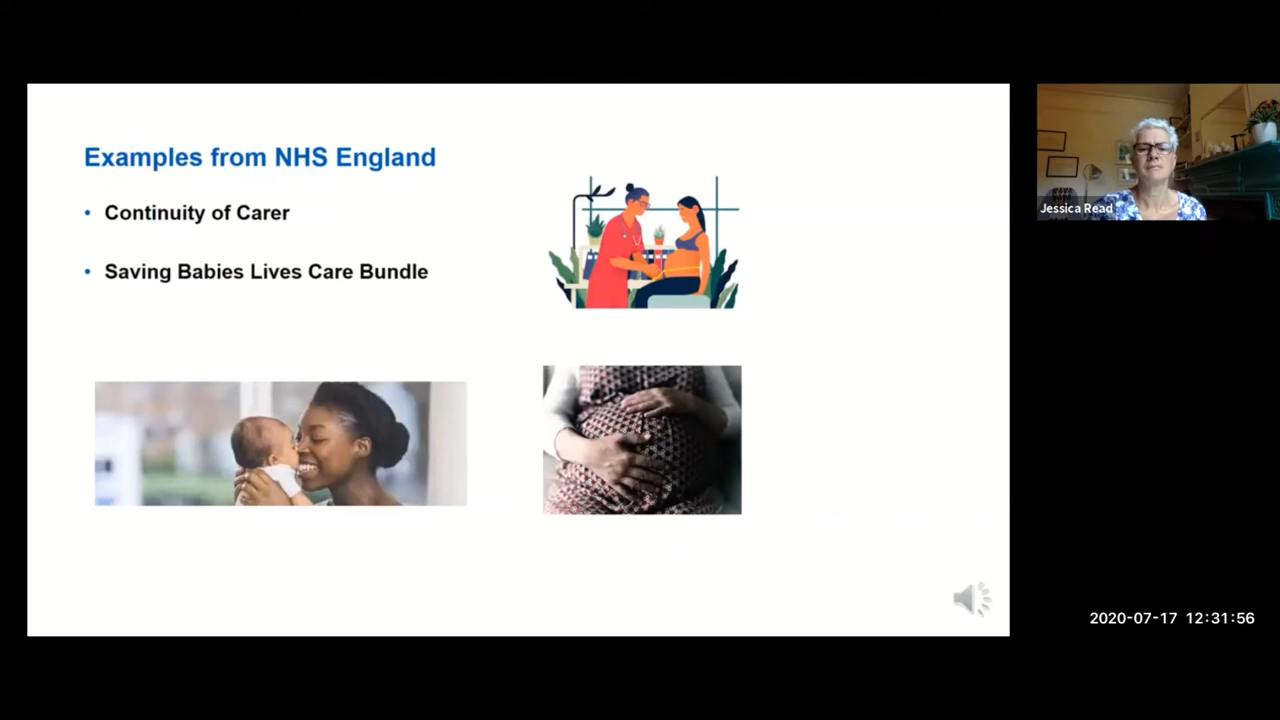 Examples from NHS England
• Continuity of Carer
• Saving Babies Lives Care Bundle
Jessica Read
2020-07-17 12:31:56